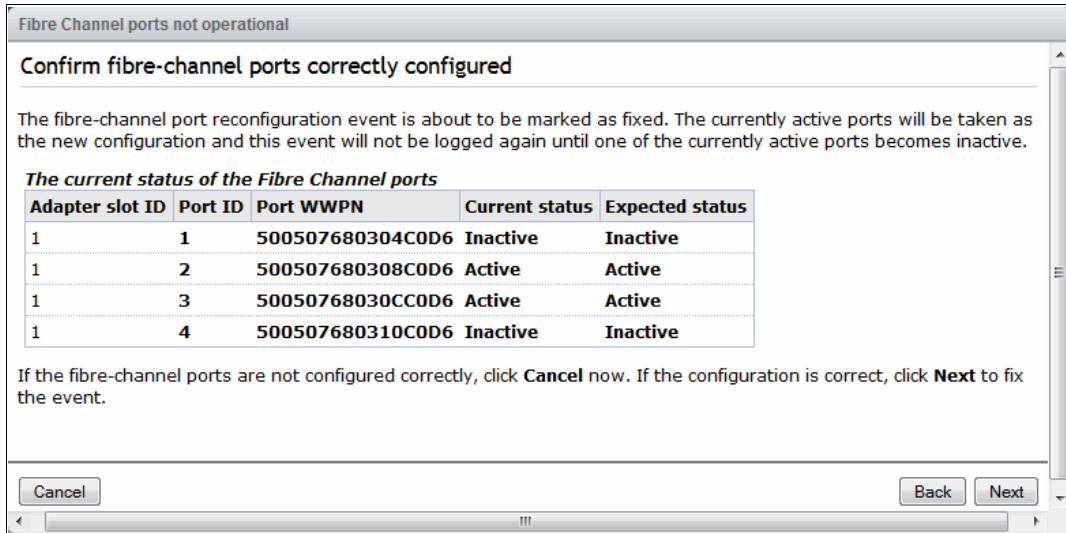 Fibre Channel ports not operational
Confirm fibre-channel ports correctly configured
The fibre-channel port reconfiguration event is about to be marked as fixed. The currently active ports will be taken as
the new configuration and this event will not be logged again until one of the currently active ports becomes inactive.
The current status of the Fibre Channel ports
Adapter slot ID Port ID Port WWPN Current status Expected status
1 1 500507680304C0D6 Inactive Inactive
1 2 500507680308C0D6 Active Active
1 3 50050768030CC0D6 Active Active
1 4 500507680310C0D6 Inactive Inactive
If the fibre-channel ports are not configured correctly, click Cancel now. If the configuration is correct, click Next to fix
the event.
Cancel Back Next